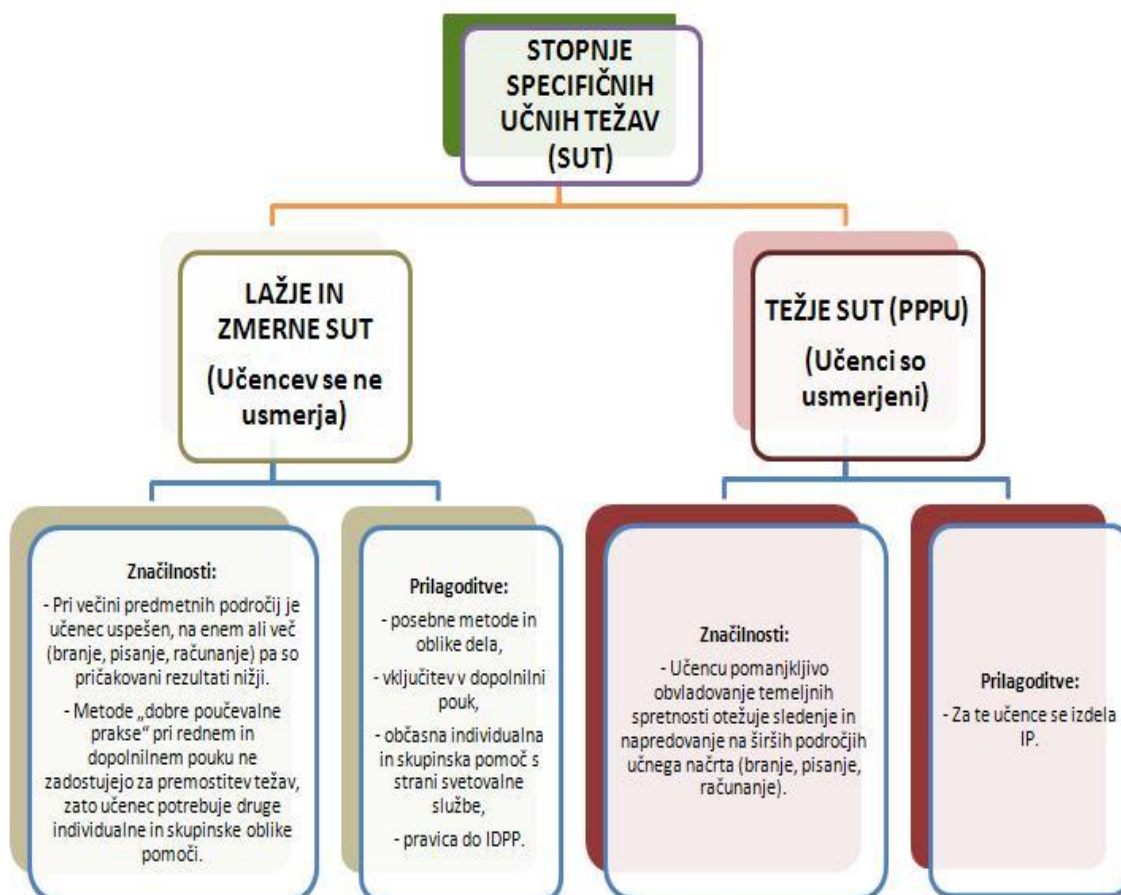 STOPNJE
SPECIFIČNIH
UČNIH TEŽAV
(SUT)
LAŽJE IN
ZMERNE SUT
(Učencev se ne
usmerja)
TEŽJE SUT (PPPU)
(Učenci so
usmerjeni)
Značilnosti:
- Pri večini predmetnih področij je
učenec uspešen, na enem ali več
(branje, pisanje, računanje) pa so
pričakovani rezultati nižji.
- Metode „dobre poučevalne
prakse“ pri rednem in
dopolnilnem pouku ne
zadostujejo za premostitev težav,
zato učenec potrebuje druge
individualne in skupinske oblike
pomoči.
Prilagoditve:
- posebne metode in
oblike dela,
- vključitev v dopolnilni
pouk,
- občasna individualna
in skupinska pomoč s
strani svetovalne
službe,
- pravica do IDPP.
Značilnosti:
- Učencu pomanjkljivo
obvladovanje temeljnih
spretnosti otežuje sledenje in
napredovanje na širših področjih
učnega načrta (branje, pisanje,
računanje).
Prilagoditve:
- Za te učence se izdela
IP.